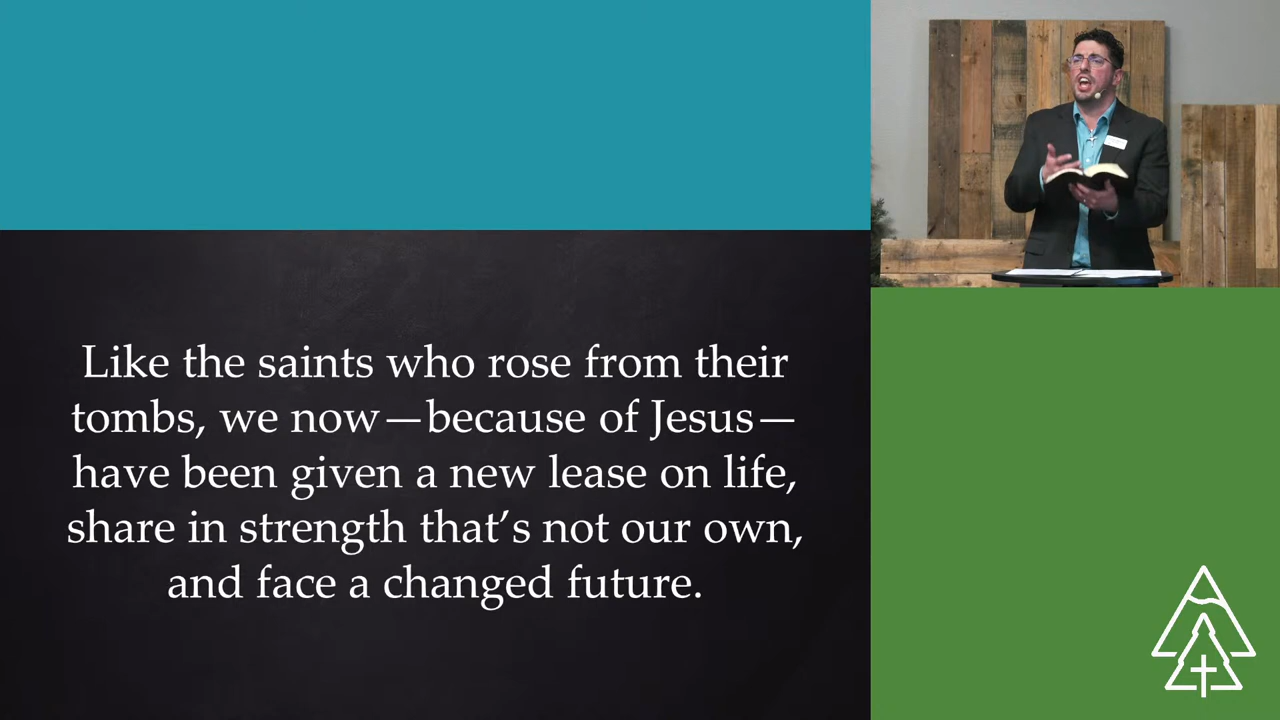 Like the saints who rose from their
tombs, we now—because of Jesus—
have been given a new lease on life,
share in strength that’s not our own,
and face a changed future.